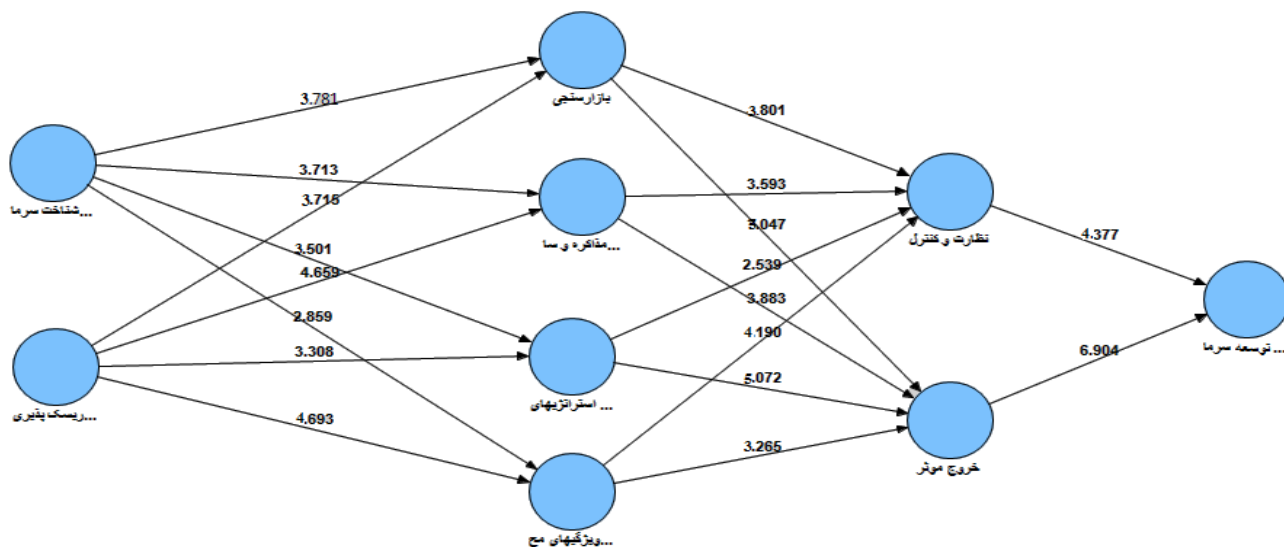 بازارسنجی
3.781
3.801
شناخت سرما...
3.713
3.715
مذاکره و سا...
3.593
3.047
نظارت و کنترل
3.501
4.659
2.539
4.377
2.859
3.883
توسعه سرما ...
ریسک پذیری...
3.308
استراتژیهای ...
4.190
5.072
6.904
4.693
3.265
خروج موثر
ویژگیهای مح...